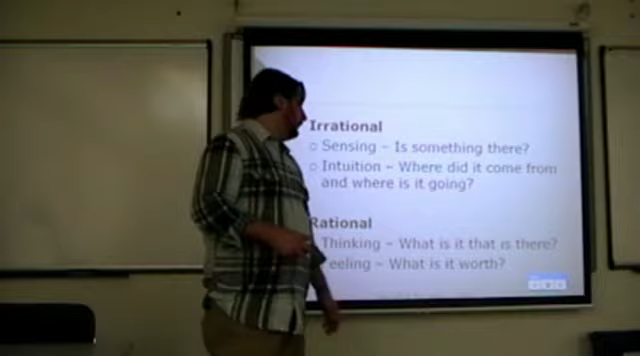 Irrational
Sensing – Is something there?
Intuition – Where did it come from
and where is it going?
Rational
Thinking – What is it that is there?
eeling – What is it worth?